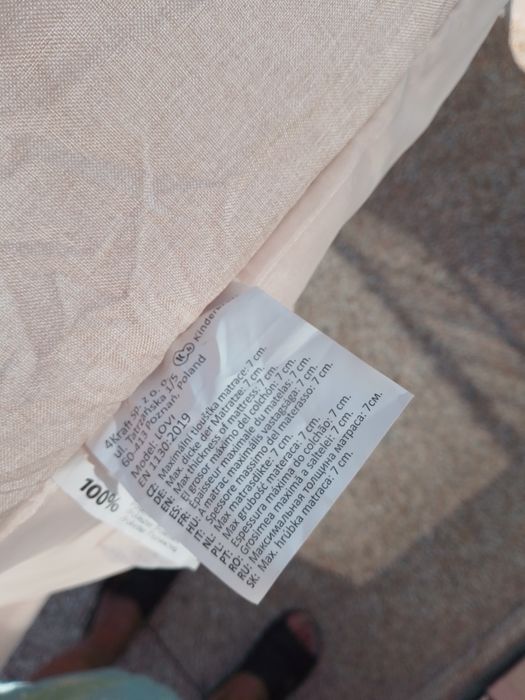 4Kraft sp. z o. o.
ul. Tatrzańska 1/5
60-413 Poznań, Poland
Model: LOVI
EN 1130:2019
CZ: Maximální tloušťka matrace: 7 cm.
DE: Max. dicke der Matratze: 7 cm.
EN: Max thickness of mattress: 7 cm.
ES: El grosor máximo del colchón: 7 cm.
FR: Épaisseur maximale du matelas: 7 cm.
HU: A matrac maximális vastagsága: 7 cm.
IT: Spessore massimo del materasso: 7 cm.
NL: Max matrasdikte: 7 cm.
PL: Max grubość materaca: 7 cm.
PT: Espessura máxima do colchão: 7 cm.
RO: Grosimea maximă a saltelei: 7 cm.
RU: Максимальная толщина матраса: 7см.
SK: Max. hrúbka matraca: 7 cm.
100%